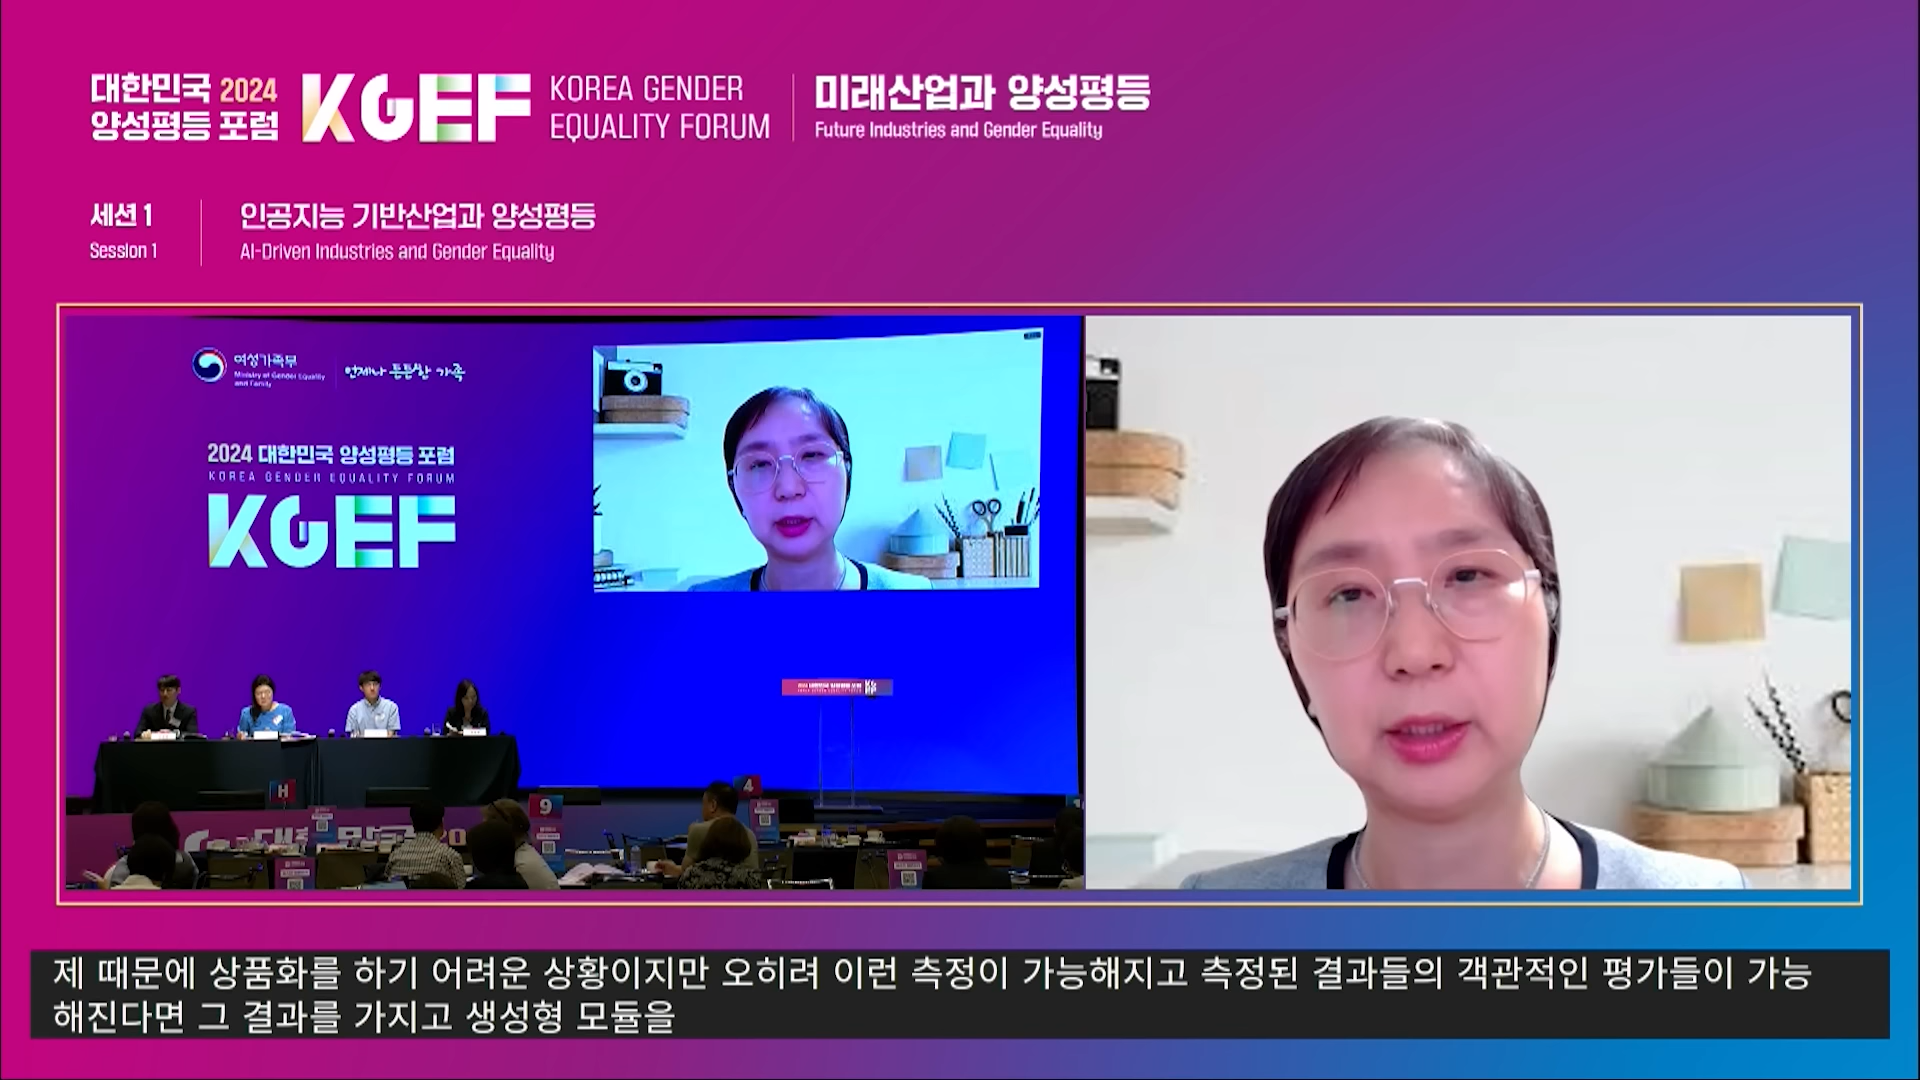 대한민국 2024
양성평등 포럼
KGEF
KOREA GENDER
EQUALITY FORUM
미래산업과 양성평등
Future Industries and Gender Equality
세션 1
Session 1
인공지능 기반산업과 양성평등
AI-Driven Industries and Gender Equality
여성가족부
Ministry of Gender Equality
and Family
언제나 든든한 가족
2024 대한민국 양성평등 포럼
KOREA GENDER EQUALITY FORUM
KGEF
H
9
4
제 때문에 상품화를 하기 어려운 상황이지만 오히려 이런 측정이 가능해지고 측정된 결과들의 객관적인 평가들이 가능
해진다면 그 결과를 가지고 생성형 모듈을